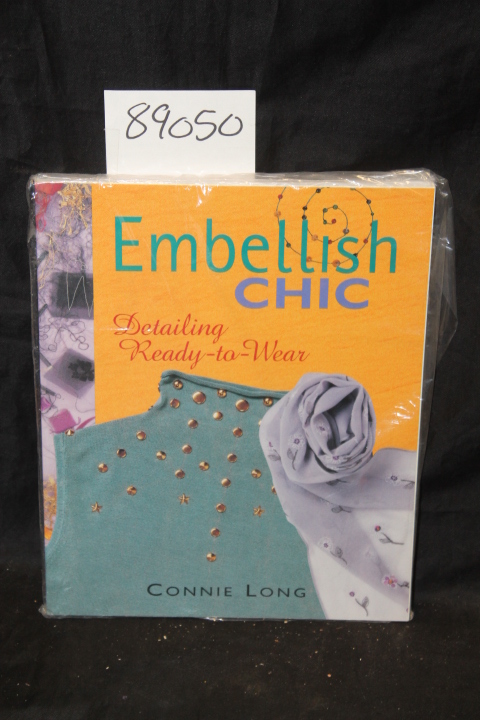 89050
Embellish
CHIC
Detailing
Ready-to-Wear
CONNIE LONG